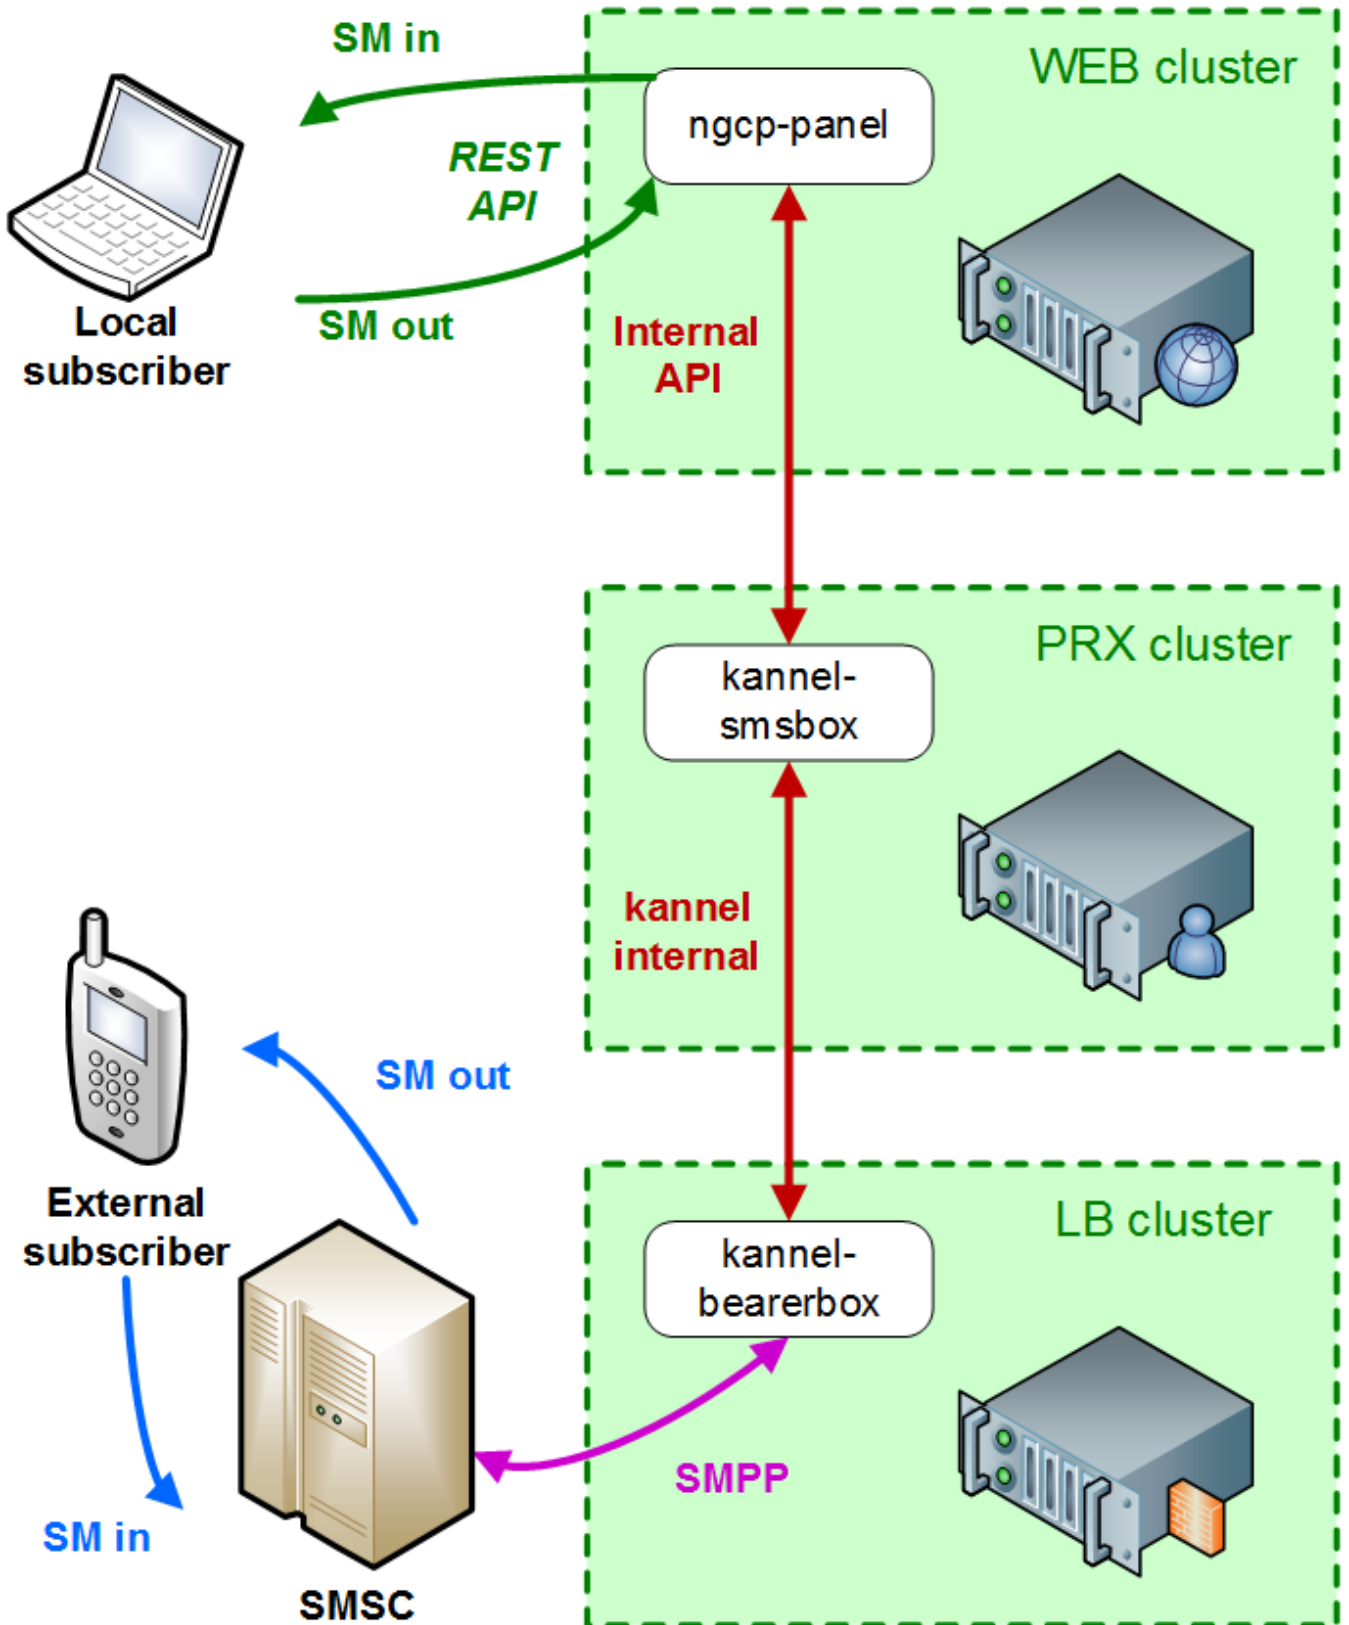 SM in
WEB cluster
ngcp-panel
REST
API
Local
subscriber
SM out
Internal
API
PRX cluster
kannel-
smsbox
kannel
internal
SM out
External
subscriber
LB cluster
kannel-
bearerbox
SMPP
SM in
SMSC